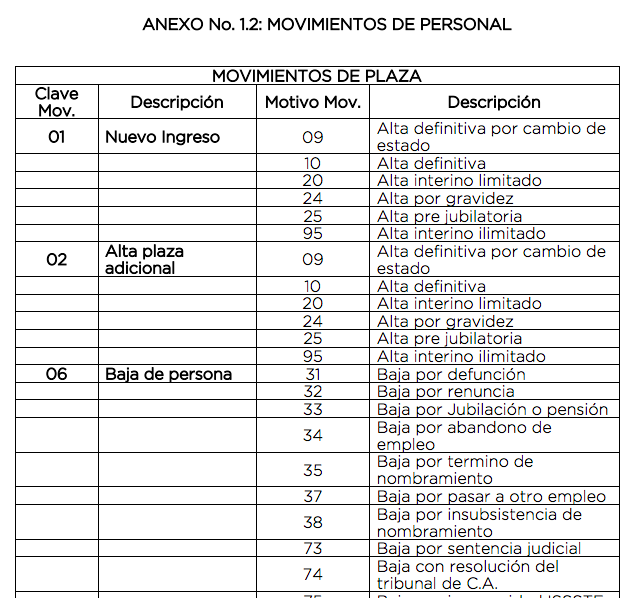 ANEXO No. 1.2: MOVIMIENTOS DE PERSONAL
MOVIMIENTOS DE PLAZA
Clave Mov. Descripción Motivo Mov. Descripción
01 Nuevo Ingreso 09 Alta definitiva por cambio de estado
10 Alta definitiva
20 Alta interino limitado
24 Alta por gravidez
25 Alta pre jubilatoria
95 Alta interino ilimitado
02 Alta plaza adicional 09 Alta definitiva por cambio de estado
10 Alta definitiva
20 Alta interino limitado
24 Alta por gravidez
25 Alta pre jubilatoria
95 Alta interino ilimitado
06 Baja de persona 31 Baja por defunción
32 Baja por renuncia
33 Baja por Jubilación o pensión
34 Baja por abandono de empleo
35 Baja por termino de nombramiento
37 Baja por pasar a otro empleo
38 Baja por insubsistencia de nombramiento
73 Baja por sentencia judicial
74 Baja con resolución del tribunal de C.A.